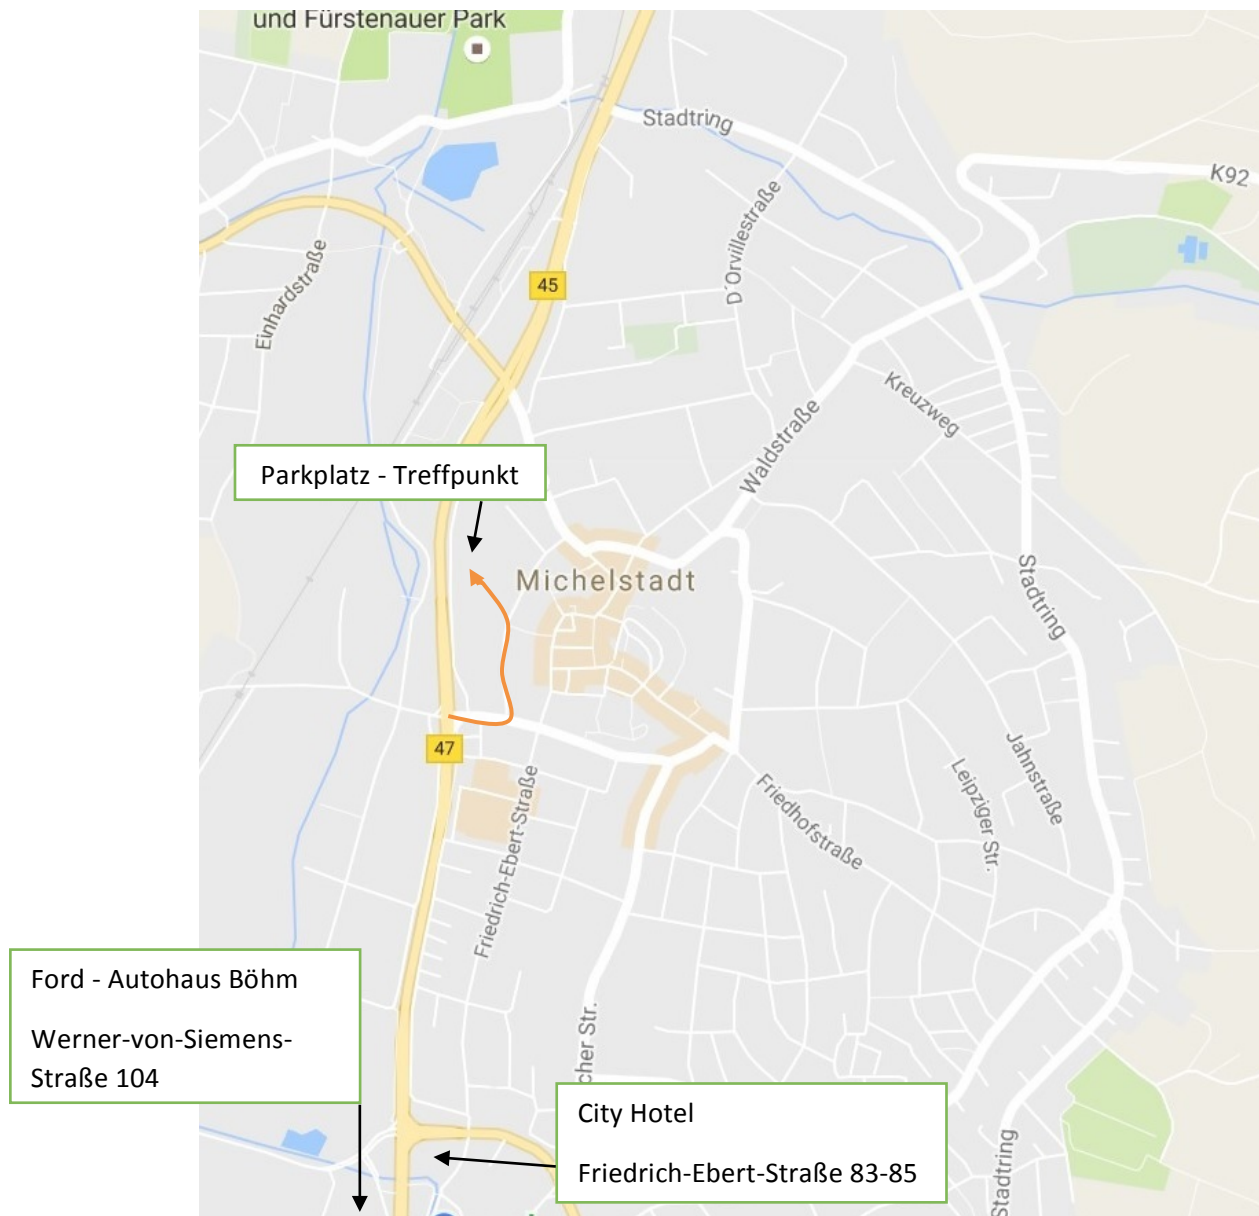 und Fürstenauer Park
Stadtring
K92
D´Orvillestraße
Einhardstraße
45
Kreuzweg
Waldstraße
Parkplatz - Treffpunkt
Michelstadt
Stadtring
47
Jahnstraße
Leipziger Str.
Friedhofstraße
Friedrich-Ebert-Straße
Ford - Autohaus Böhm
Werner-von-Siemens-
Straße 104
cher Str.
City Hotel
Friedrich-Ebert-Straße 83-85
Stadtring